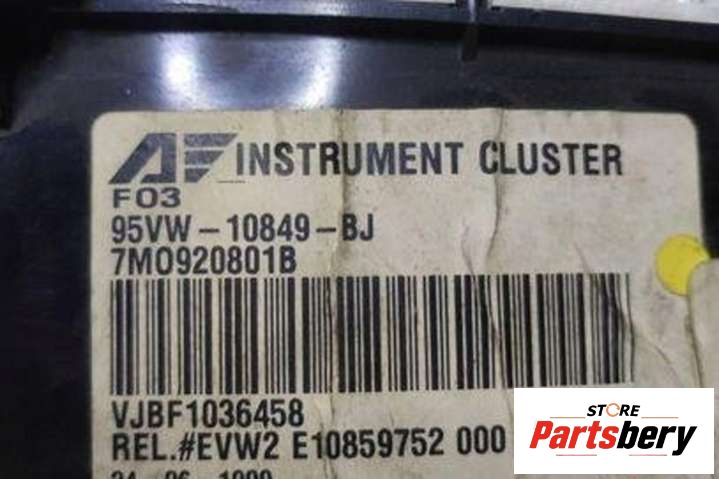 AF INSTRUMENT CLUSTER
F03
95VW-10849-BJ
7M0920801B
VJBF1036458
REL.#EVW2 E10859752 000
STORE
Partsbery